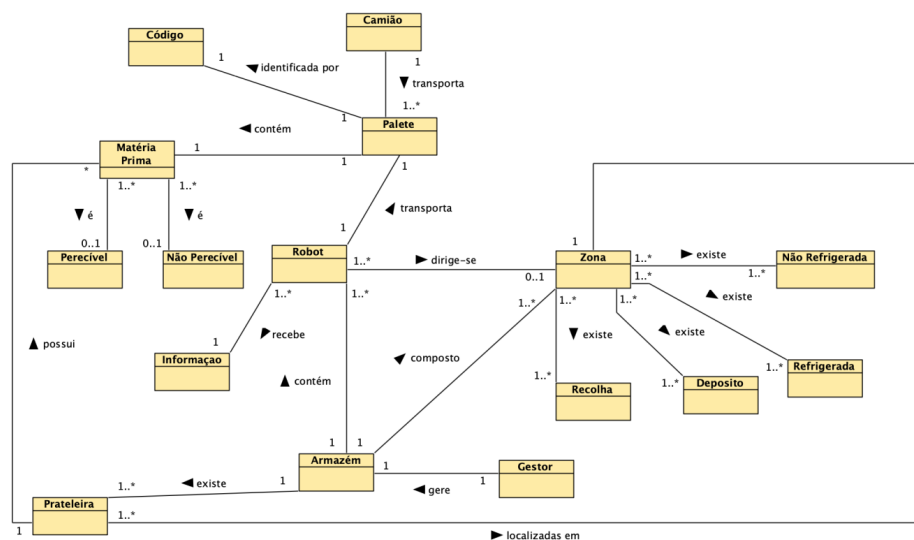 Camião
Código
1
1
identificada por
transporta
1..*
1
Palete
contém
Matéria
Prima
1
1
1
*
1..*
1..*
é
é
transporta
0..1
0..1
1
1
Perecível
Não Perecível
Robot
1..*
dirige-se
Zona
0..1
1..*
existe
Não Refrigerada
1..*
1..*
1..*
1..*
1..*
1..*
1..*
existe
recebe
existe
existe
possui
1
composto
Informaçao
contém
1..*
1..*
1..*
Refrigerada
Recolha
Deposito
1
1
Armazém
1
Gestor
existe
1
gere
1
1..*
Prateleira
1..*
1
localizadas em